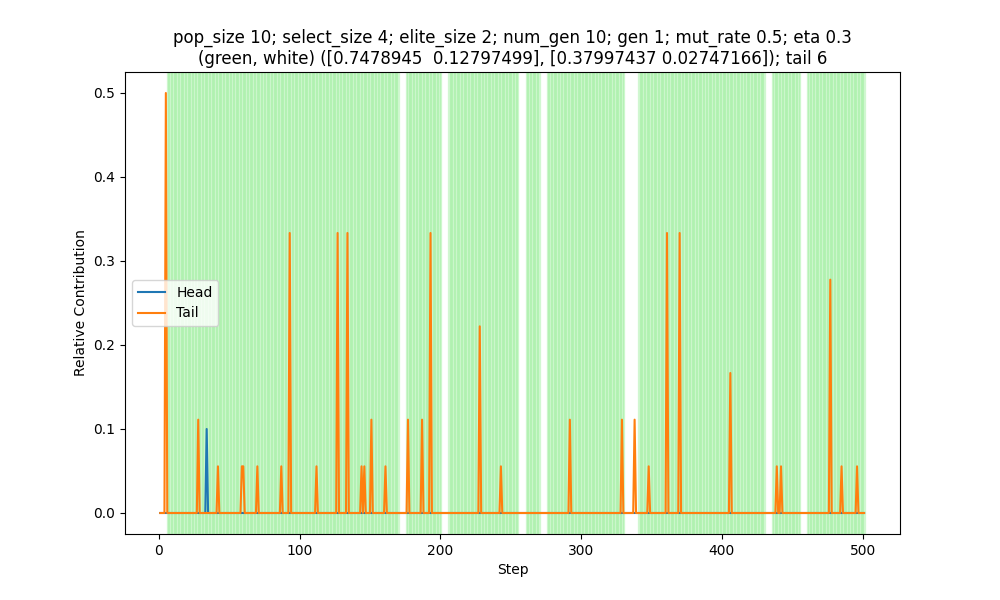 pop_size 10; select_size 4; elite_size 2; num_gen 10; gen 1; mut_rate 0.5; eta 0.3
(green, white) ([0.7478945  0.12797499], [0.37997437 0.02747166]); tail 6
0.5
0.4
0.3
0.2
0.1
0.0
Relative Contribution
Head
Tail
0
100
200
300
400
500
Step